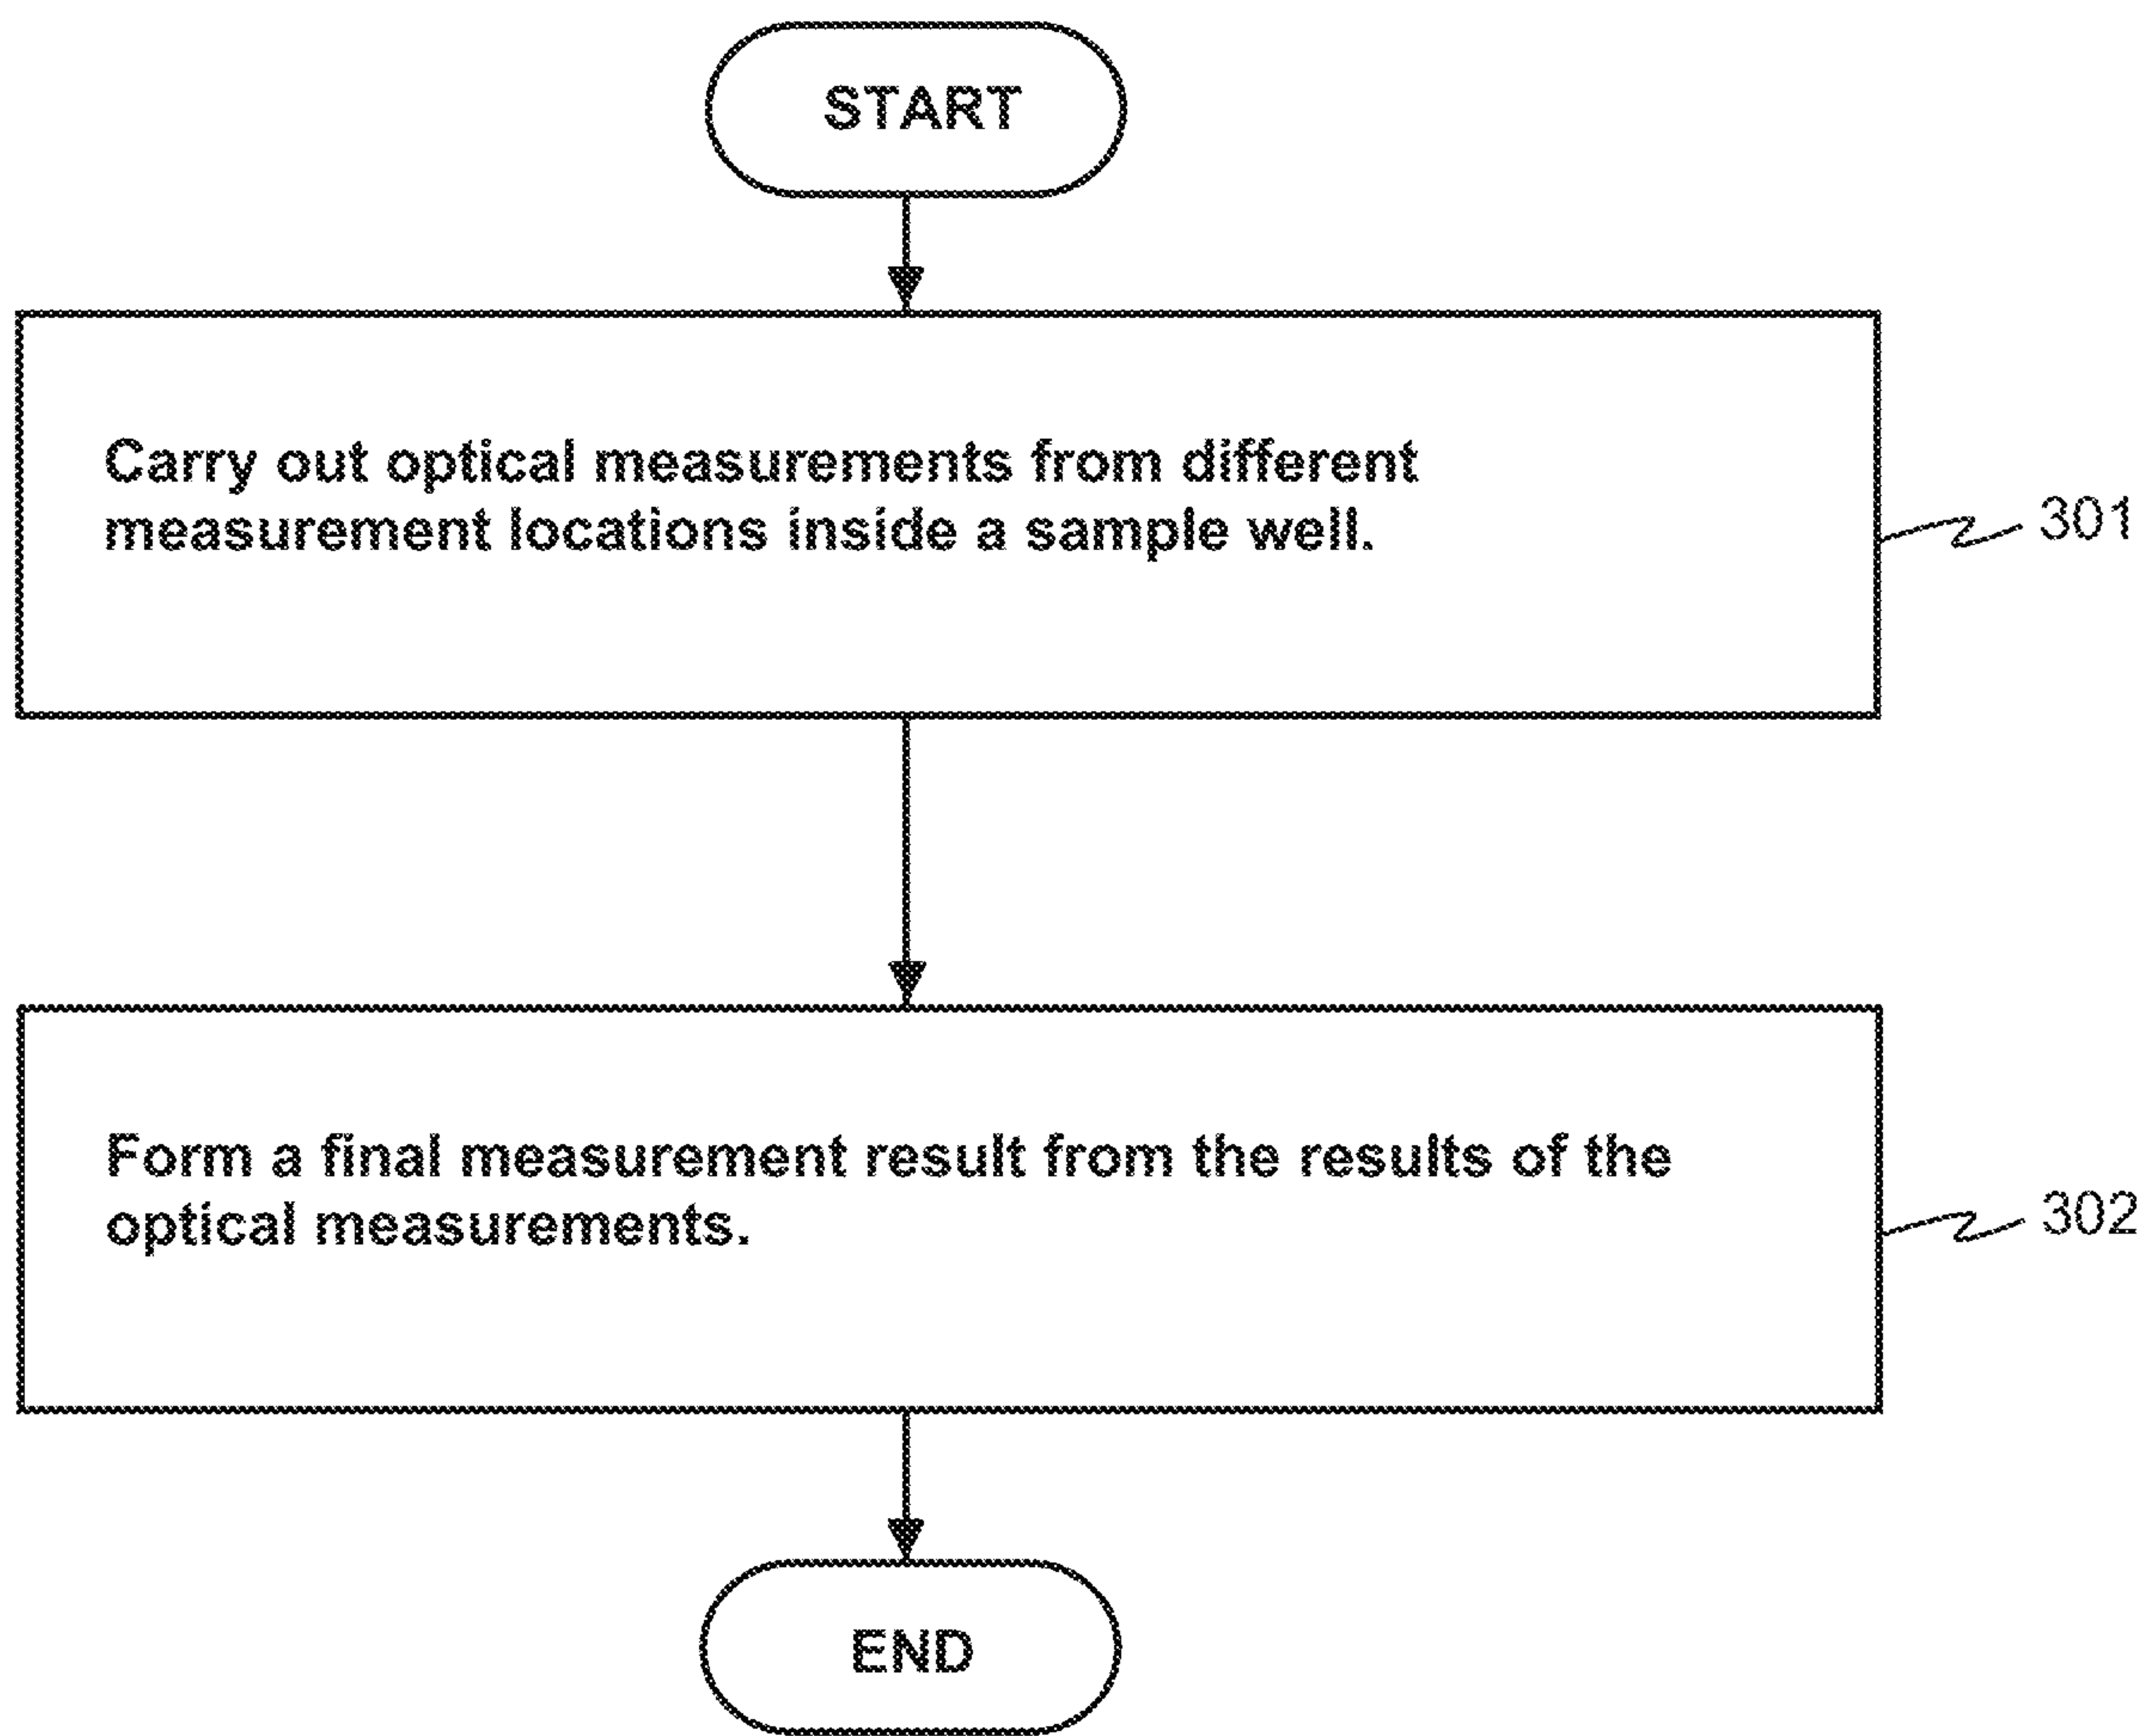 START
Carry out optical measurements from different
measurement locations inside a sample well.
301
Form a final measurement result from the results of the
optical measurements.
302
END